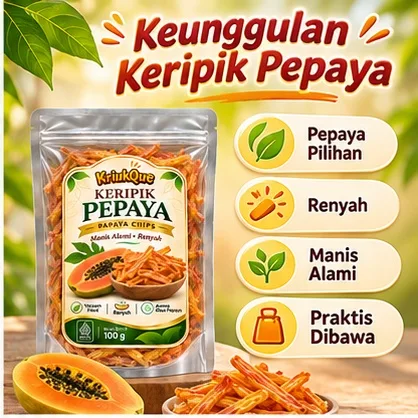 Keunggulan
Keripik Pepaya
KriukQue
KERIPIK
PEPAYA
PAPAYA CHIPS
Manis Alami • Renyah
Renyah
100 g
Pepaya
Pilihan
Renyah
Manis
Alami
Praktis
Dibawa